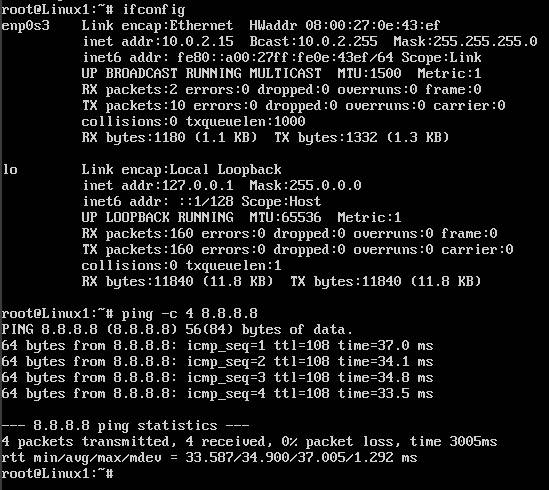 root@Linux1:~# ifconfig
enp0s3    Link encap:Ethernet  HWaddr 08:00:27:0e:43:ef
          inet addr:10.0.2.15  Bcast:10.0.2.255  Mask:255.255.255.0
          inet6 addr: fe80::a00:27ff:fe0e:43ef/64 Scope:Link
          UP BROADCAST RUNNING MULTICAST  MTU:1500  Metric:1
          RX packets:2 errors:0 dropped:0 overruns:0 frame:0
          TX packets:10 errors:0 dropped:0 overruns:0 carrier:0
          collisions:0 txqueuelen:1000
          RX bytes:1180 (1.1 KB)  TX bytes:1332 (1.3 KB)

lo        Link encap:Local Loopback
          inet addr:127.0.0.1  Mask:255.0.0.0
          inet6 addr: ::1/128 Scope:Host
          UP LOOPBACK RUNNING  MTU:65536  Metric:1
          RX packets:160 errors:0 dropped:0 overruns:0 frame:0
          TX packets:160 errors:0 dropped:0 overruns:0 carrier:0
          collisions:0 txqueuelen:1
          RX bytes:11840 (11.8 KB)  TX bytes:11840 (11.8 KB)

root@Linux1:~# ping -c 4 8.8.8.8
PING 8.8.8.8 (8.8.8.8) 56(84) bytes of data.
64 bytes from 8.8.8.8: icmp_seq=1 ttl=108 time=37.0 ms
64 bytes from 8.8.8.8: icmp_seq=2 ttl=108 time=34.1 ms
64 bytes from 8.8.8.8: icmp_seq=3 ttl=108 time=34.8 ms
64 bytes from 8.8.8.8: icmp_seq=4 ttl=108 time=33.5 ms

--- 8.8.8.8 ping statistics ---
4 packets transmitted, 4 received, 0% packet loss, time 3005ms
rtt min/avg/max/mdev = 33.587/34.900/37.005/1.292 ms
root@Linux1:~#